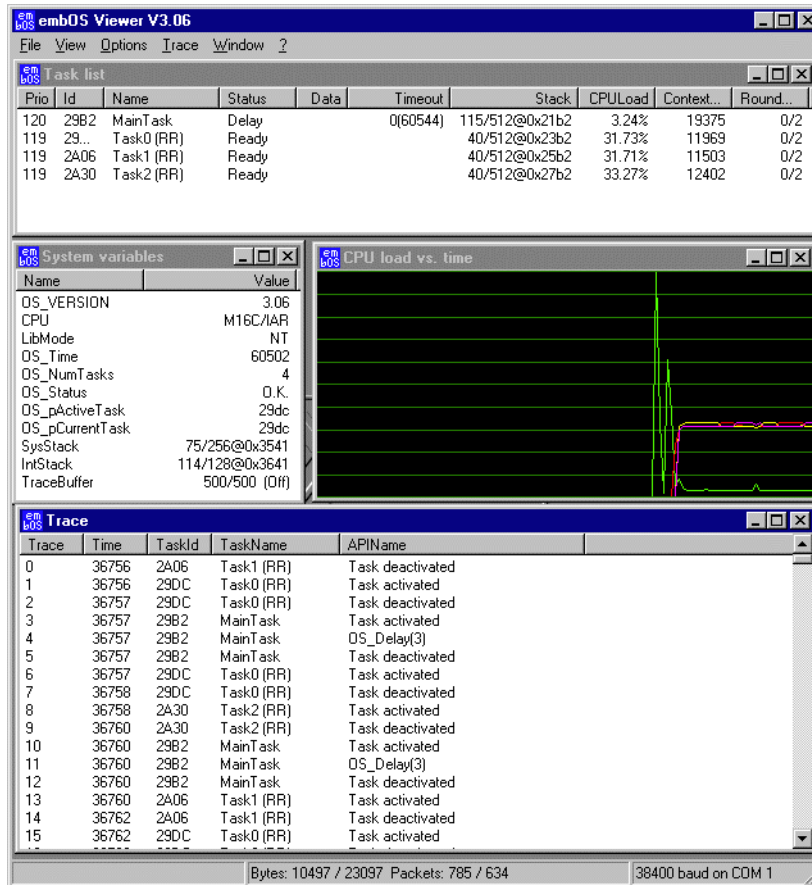 embOS Viewer V3.06
File View Options Trace Window ?
Task list
Prio Id Name Status Data Timeout Stack CPULoad Context... Round...
120 29B2 MainTask Delay 0(60544) 115/512@0x21b2 3.24% 19375 0/2
119 29... Task0 (RR) Ready 40/512@0x23b2 31.73% 11969 0/2
119 2A06 Task1 (RR) Ready 40/512@0x25b2 31.71% 11503 0/2
119 2A30 Task2 (RR) Ready 40/512@0x27b2 33.27% 12402 0/2
System variables
Name Value
OS_VERSION 3.06
CPU M16C/IAR
LibMode NT
OS_Time 60502
OS_NumTasks 4
OS_Status O.K.
OS_pActiveTask 29dc
OS_pCurrentTask 29dc
SysStack 75/256@0x3541
IntStack 114/128@0x3641
TraceBuffer 500/500 (Off)
CPU load vs. time
Trace
Trace Time TaskId TaskName APIName
0 36756 2A06 Task1 (RR) Task deactivated
1 36756 29DC Task0 (RR) Task activated
2 36757 29DC Task0 (RR) Task deactivated
3 36757 29B2 MainTask Task activated
4 36757 29B2 MainTask OS_Delay(3)
5 36757 29B2 MainTask Task deactivated
6 36757 29DC Task0 (RR) Task activated
7 36758 29DC Task0 (RR) Task deactivated
8 36758 2A30 Task2 (RR) Task activated
9 36760 2A30 Task2 (RR) Task deactivated
10 36760 29B2 MainTask Task activated
11 36760 29B2 MainTask OS_Delay(3)
12 36760 29B2 MainTask Task deactivated
13 36760 2A06 Task1 (RR) Task activated
14 36762 2A06 Task1 (RR) Task deactivated
15 36762 29DC Task0 (RR) Task activated
Bytes: 10497 / 23097 Packets: 785 / 634
38400 baud on COM 1